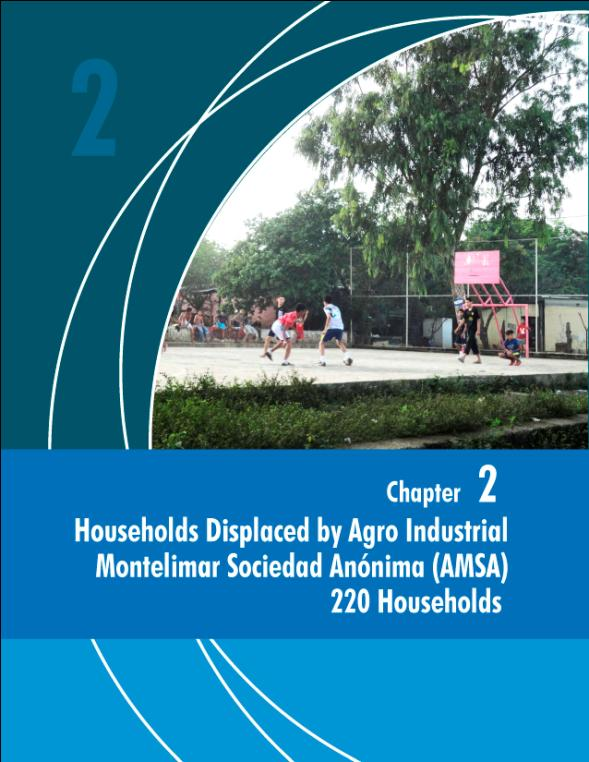 2
Chapter 2
Households Displaced by Agro Industrial
Montelimar Sociedad Anónima (AMSA)
220 Households